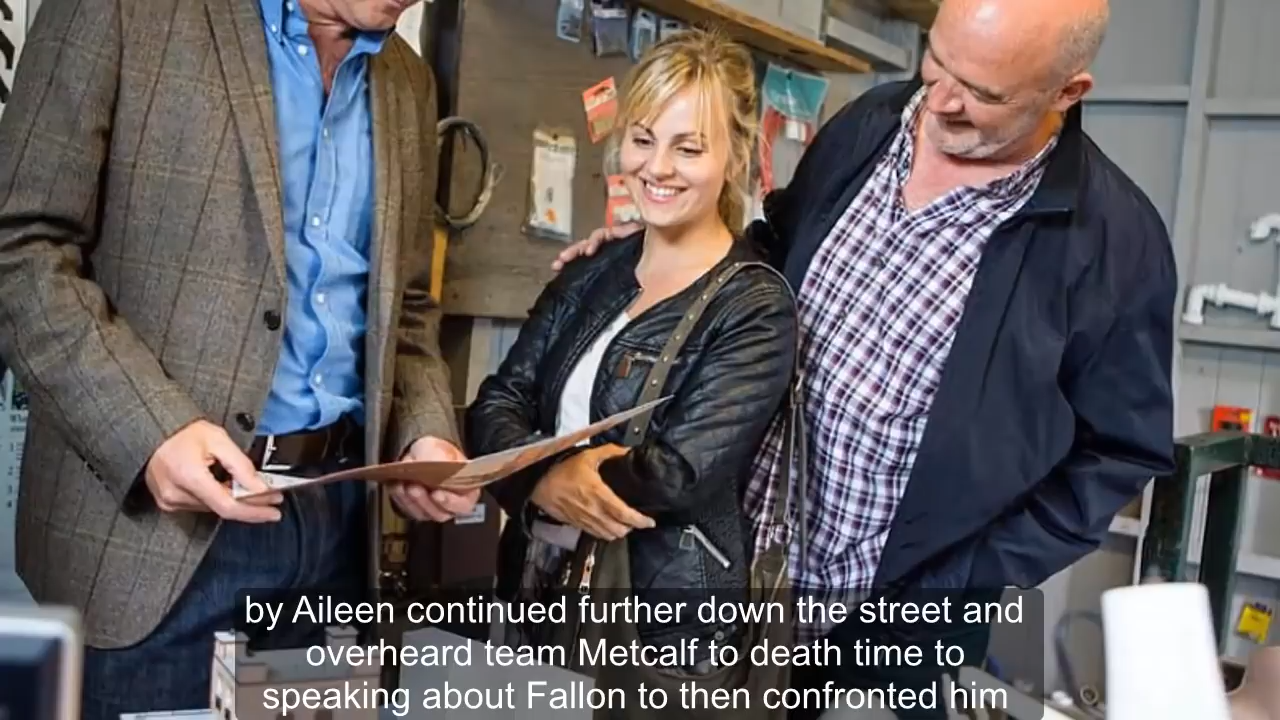 by Aileen continued further down the street and
overheard team Metcalf to death time to
speaking about Fallon to then confronted him